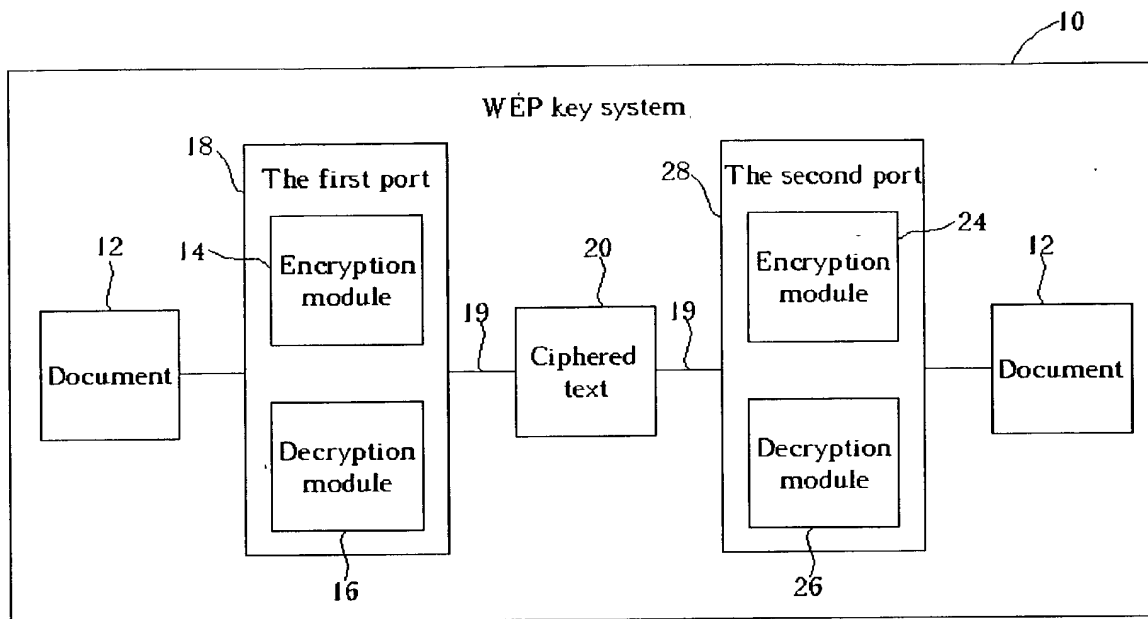 10
WEP key system
18
The first port
28
The second port
14
Encryption
module
24
Encryption
module
12
Document
19
20
Ciphered
text
19
12
Document
Decryption
module
16
Decryption
module
26